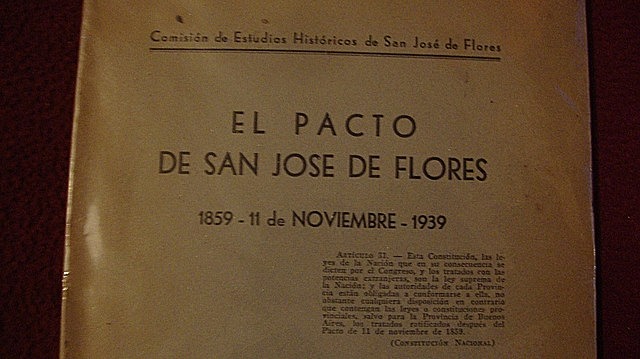 Comisión de Estudios Históricos de San José de Flores
EL PACTO
DE SAN JOSE DE FLORES
1859 - 11 de NOVIEMBRE - 1939
ARTÍCULO 31. — Esta Constitución, las le-
yes de la Nación que en su consecuencia se
dicten por el Congreso, y los tratados con las
potencias extranjeras, son la ley suprema de
la Nación; y las autoridades de cada Provin-
cia están obligadas a conformarse a ella, no
obstante cualquiera disposición en contrario
que contengan las leyes o constituciones pro-
vinciales, salvo para la Provincia de Buenos
Aires, los tratados ratificados después del
Pacto de 11 de noviembre de 1859.
(CONSTITUCIÓN NACIONAL)